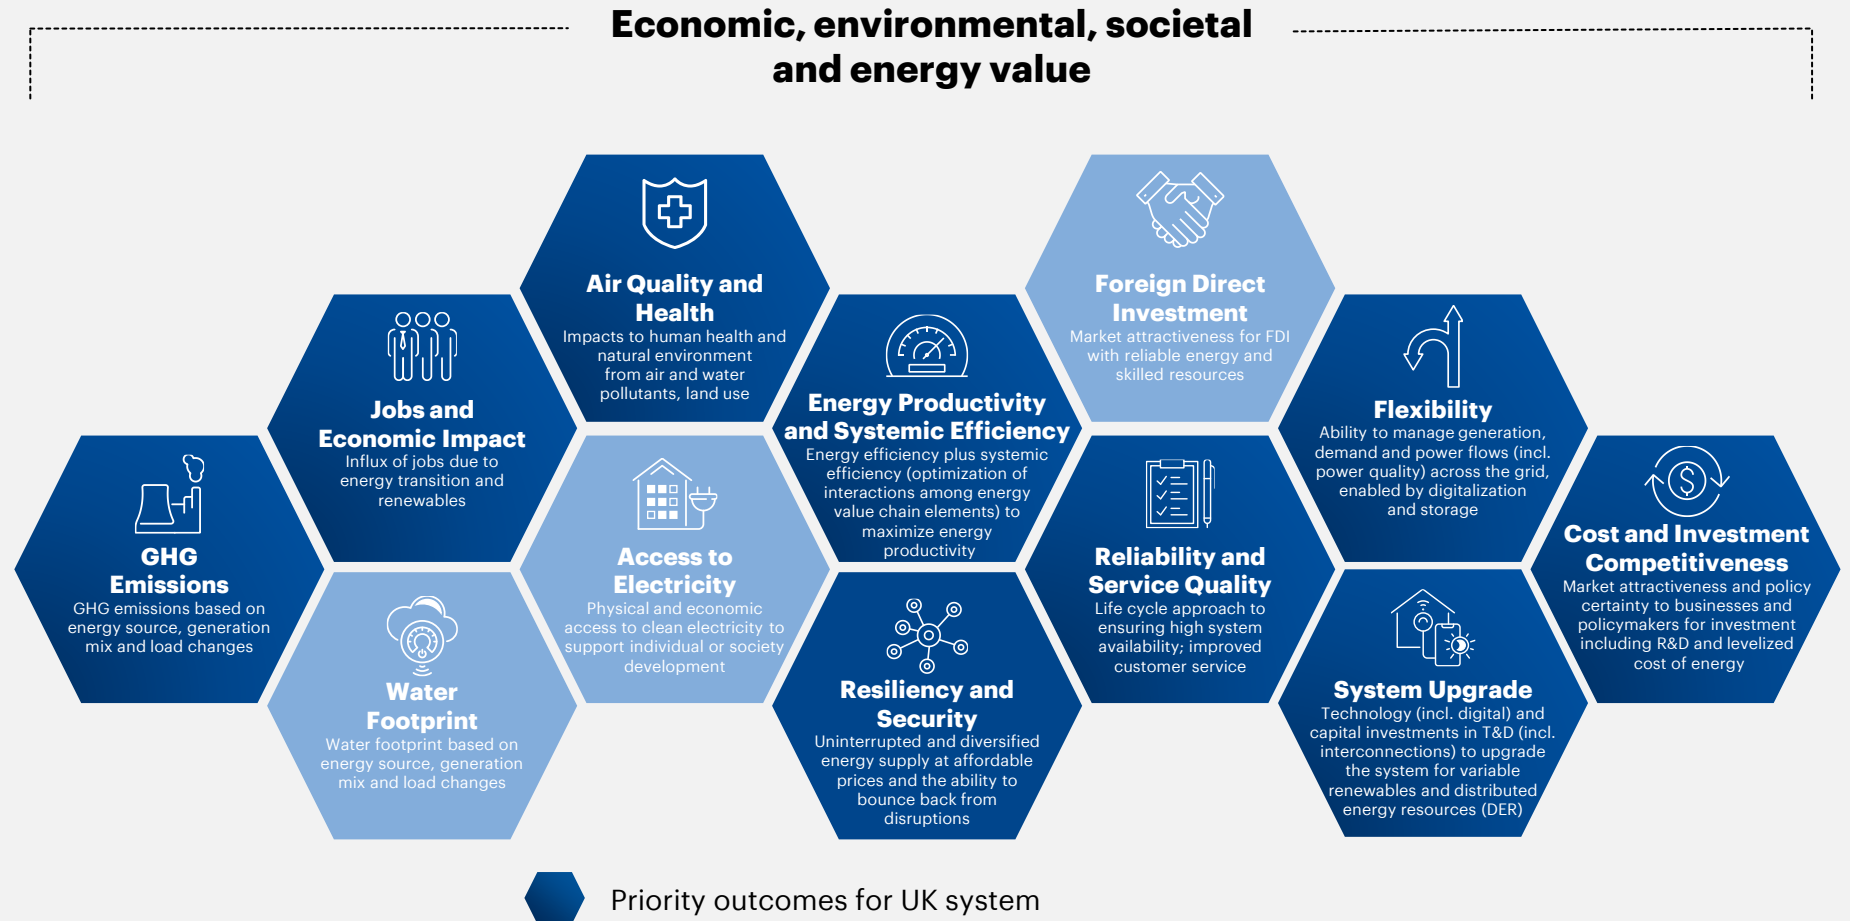 Economic, environmental, societal
and energy value
Air Quality and
Health
Impacts to human health and
natural environment
from air and water
pollutants, land use
Foreign Direct
Investment
Market attractiveness for FDI
with reliable energy and
skilled resources
Jobs and
Economic Impact
Influx of jobs due to
energy transition and
renewables
Energy Productivity
and Systemic Efficiency
Energy efficiency plus systemic
efficiency (optimization of
interactions among energy
value chain elements) to
maximize energy
productivity
Flexibility
Ability to manage generation,
demand and power flows (incl.
power quality) across the grid,
enabled by digitalization
and storage
GHG
Emissions
GHG emissions based on
energy source, generation
mix and load changes
Access to
Electricity
Physical and economic
access to clean electricity to
support individual or society
development
Reliability and
Service Quality
Life cycle approach to
ensuring high system
availability; improved
customer service
Cost and Investment
Competitiveness
Market attractiveness and policy
certainty to businesses and
policymakers for investment
including R&D and levelized
cost of energy
Water
Footprint
Water footprint based on
energy source, generation
mix and load changes
Resiliency and
Security
Uninterrupted and diversified
energy supply at affordable
prices and the ability to
bounce back from
disruptions
System Upgrade
Technology (incl. digital) and
capital investments in T&D (incl.
interconnections) to upgrade
the system for variable
renewables and distributed
energy resources (DER)
Priority outcomes for UK system